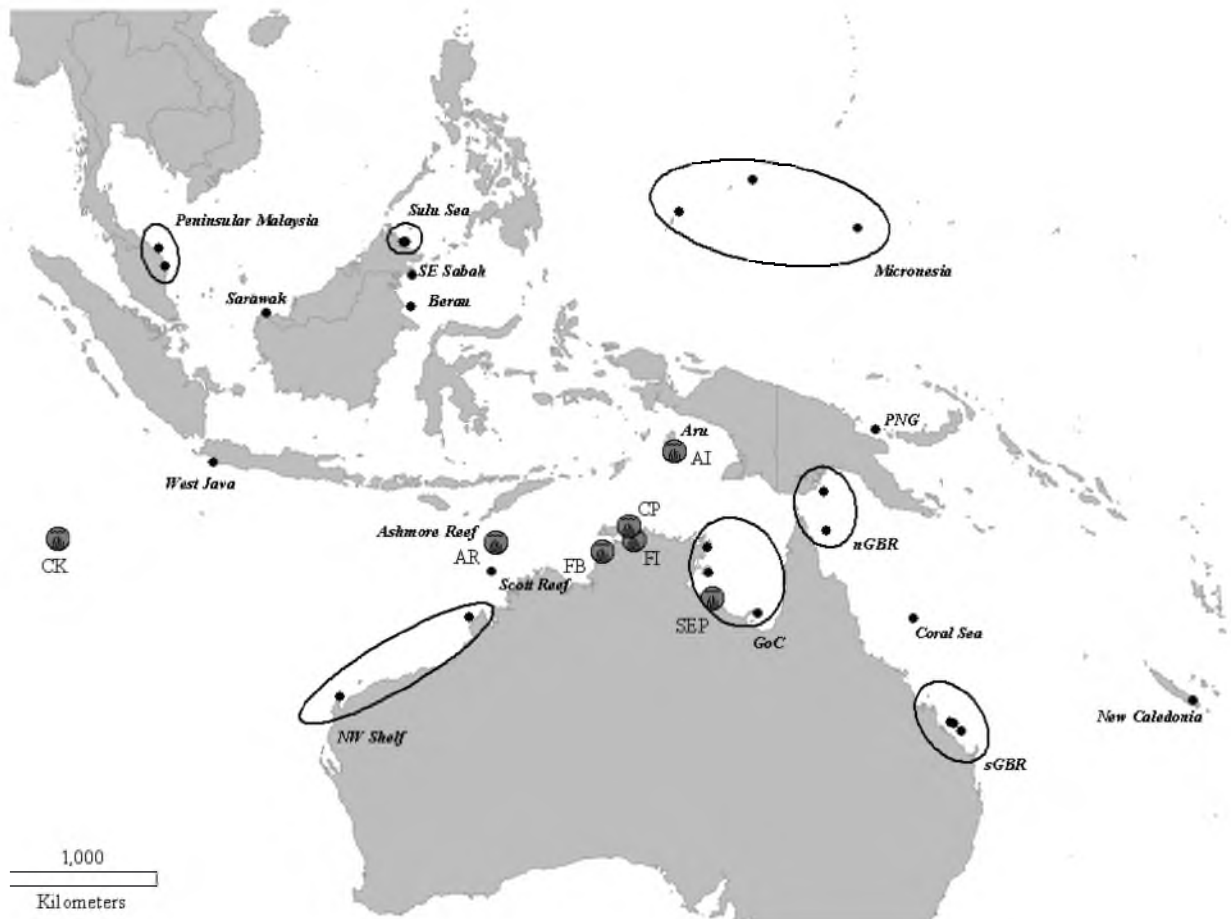 Peninsular Malaysia
Sulu Sea
SE Sabah
Sarawak
Berau
Micronesia
PNG
Aru
AI
West Java
CK
Ashmore Reef
AR
Scott Reef
CP
FB
FI
nGBR
SEP
GoC
Coral Sea
NW Shelf
New Caledonia
sGBR
1,000
Kilometers